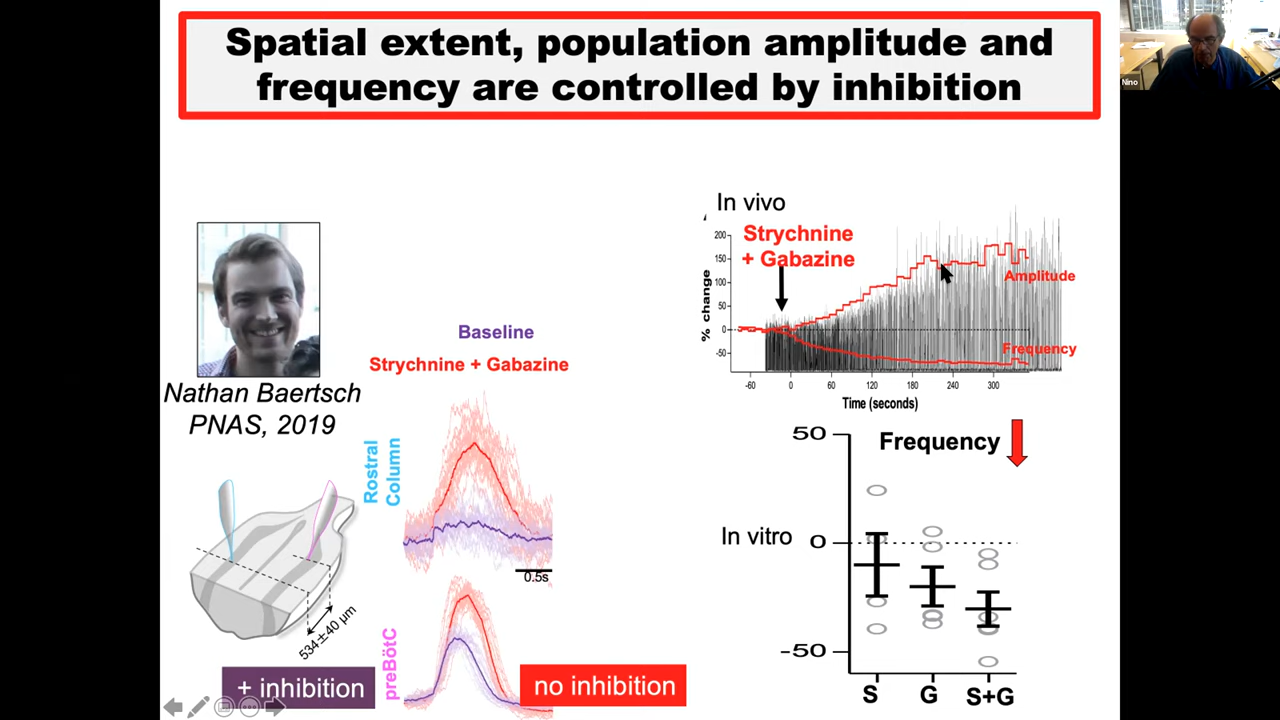 Spatial extent, population amplitude and
frequency are controlled by inhibition
Nino
Nathan Baertsch
PNAS, 2019
Baseline
Strychnine + Gabazine
Rostral
Column
0.5s
preBötC
534±40 µm
+ inhibition
no inhibition
In vivo
Strychnine
+ Gabazine
% change
200
150
100
50
0
-50
Amplitude
Frequency
-60
0
60
120
180
240
300
Time (seconds)
Frequency
In vitro
50
0
-50
S
G
S+G